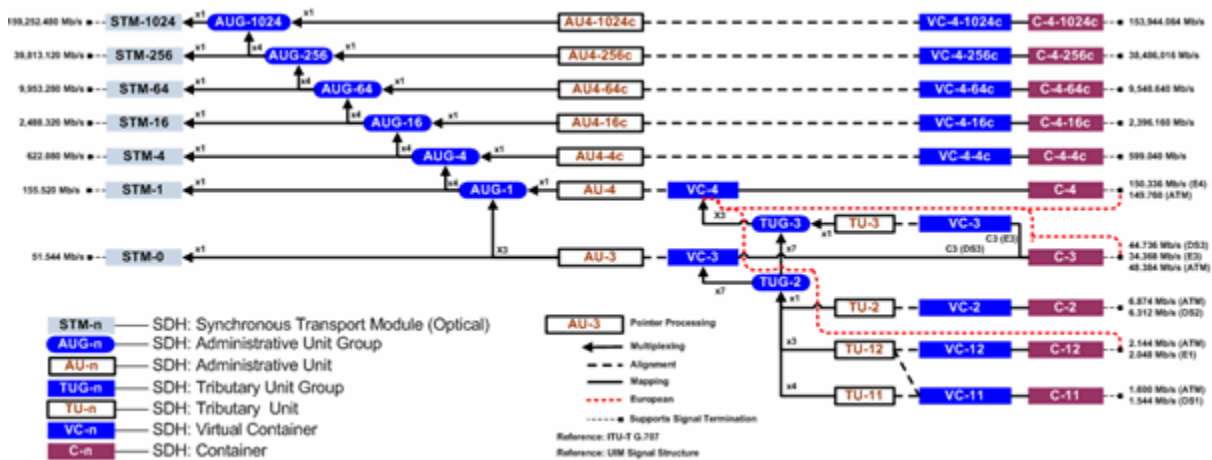 159,252.480 Mb/s x1 STM-1024 AUG-1024 x1 AU4-1024c VC-4-1024c C-4-1024c 153,944.064 Mb/s
x4
39,813.120 Mb/s x1 STM-256 AUG-256 x1 AU4-256c VC-4-256c C-4-256c 38,486,016 Mb/s
x4
9,953.280 Mb/s x1 STM-64 AUG-64 x1 AU4-64c VC-4-64c C-4-64c 9,548.640 Mb/s
x4
2,488.320 Mb/s x1 STM-16 AUG-16 x1 AU4-16c VC-4-16c C-4-16c 2,396.160 Mb/s
x4
622.080 Mb/s x1 STM-4 AUG-4 x1 AU4-4c VC-4-4c C-4-4c 599.040 Mb/s
x4
155.520 Mb/s x1 STM-1 AUG-1 x1 AU-4 VC-4 C-4 150.336 Mb/s (E4)
149.760 (ATM)
X3 TUG-3 x1 TU-3 VC-3
C3 (E3)
X3 x7 C3 (DS3)
51.544 Mb/s x1 STM-0 AU-3 VC-3 C-3 44.736 Mb/s (DS3)
34.368 Mb/s (E3)
48.384 Mb/s (ATM)
x7 TUG-2
x1 TU-2 VC-2 C-2 6.874 Mb/s (ATM)
6.312 Mb/s (DS2)
x3 TU-12 VC-12 C-12 2.144 Mb/s (ATM)
2.048 Mb/s (E1)
x4 TU-11 VC-11 C-11 1.600 Mb/s (ATM)
1.544 Mb/s (DS1)
STM-n SDH: Synchronous Transport Module (Optical)
AUG-n SDH: Administrative Unit Group
AU-n SDH: Administrative Unit
TUG-n SDH: Tributary Unit Group
TU-n SDH: Tributary Unit
VC-n SDH: Virtual Container
C-n SDH: Container
AU-3 Pointer Processing
Multiplexing
Alignment
Mapping
European
Supports Signal Termination
Reference: ITU-T G.707
Reference: UIM Signal Structure